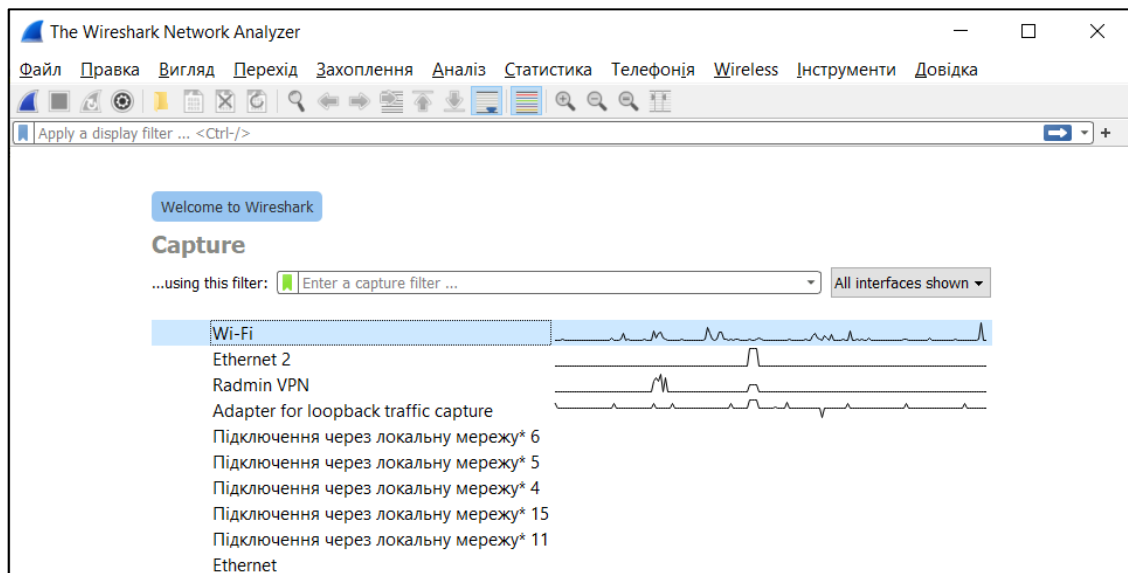 The Wireshark Network Analyzer
Файл Правка Вигляд Перехід Захоплення Аналіз Статистика Телефонія Wireless Інструменти Довідка
Apply a display filter ... <Ctrl-/>
+
Welcome to Wireshark
Capture
...using this filter: Enter a capture filter ... All interfaces shown
Wi-Fi
Ethernet 2
Radmin VPN
Adapter for loopback traffic capture
Підключення через локальну мережу* 6
Підключення через локальну мережу* 5
Підключення через локальну мережу* 4
Підключення через локальну мережу* 15
Підключення через локальну мережу* 11
Ethernet